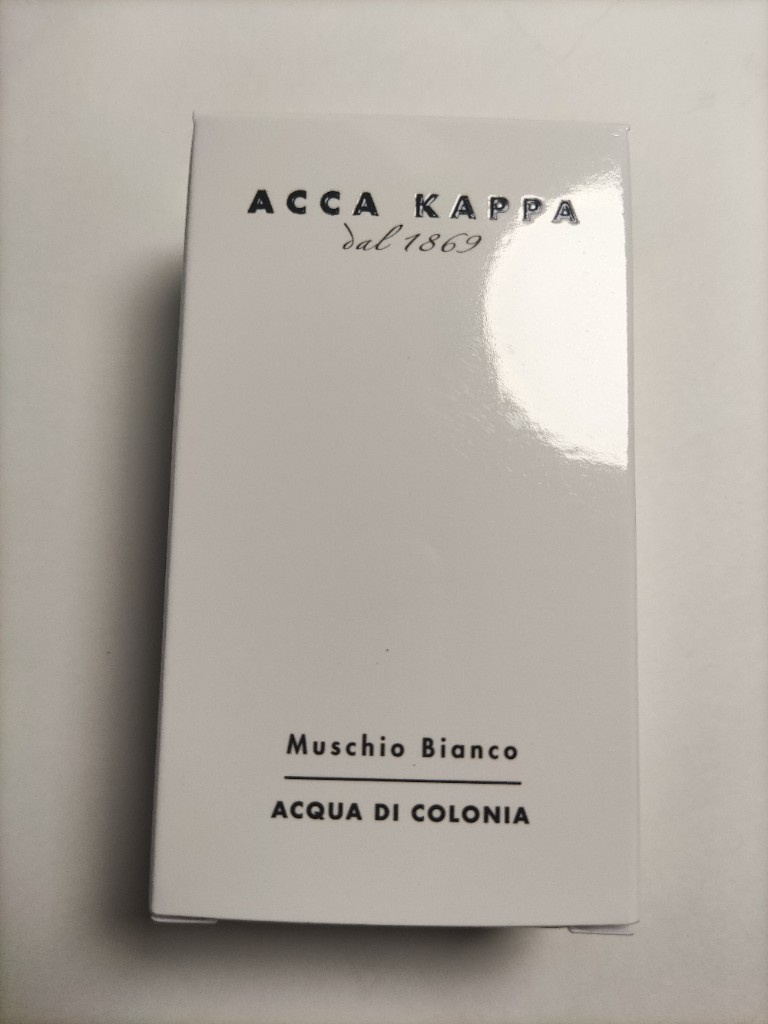 ACCA KAPPA
dal 1869
Muschio Bianco
ACQUA DI COLONIA